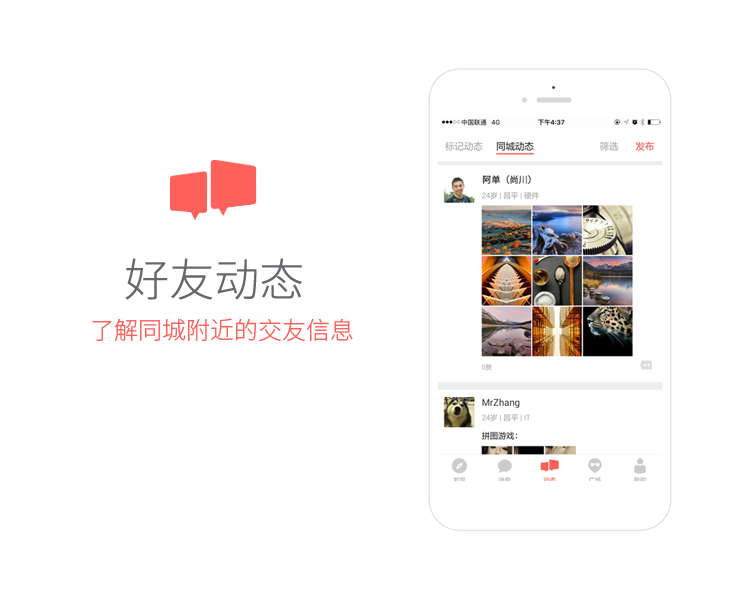 好友动态
了解同城附近的交友信息
中国联通 4G 下午4:37
标记动态 同城动态 筛选 发布
阿单（尚川）
24岁 | 昌平 | 硬件
0赞
MrZhang
24岁 | 昌平 | IT
拼图游戏：
动态 广场 我的